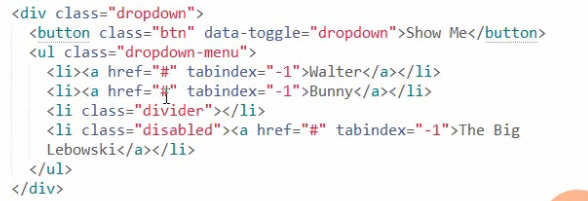 <div class="dropdown">
<button class="btn" data-toggle="dropdown">Show Me</button>
<ul class="dropdown-menu">
<li><a href="#" tabindex="-1">Walter</a></li>
<li><a href="#" tabindex="-1">Bunny</a></li>
<li class="divider"></li>
<li class="disabled"><a href="#" tabindex="-1">The Big
Lebowski</a></li>
</ul>
</div>